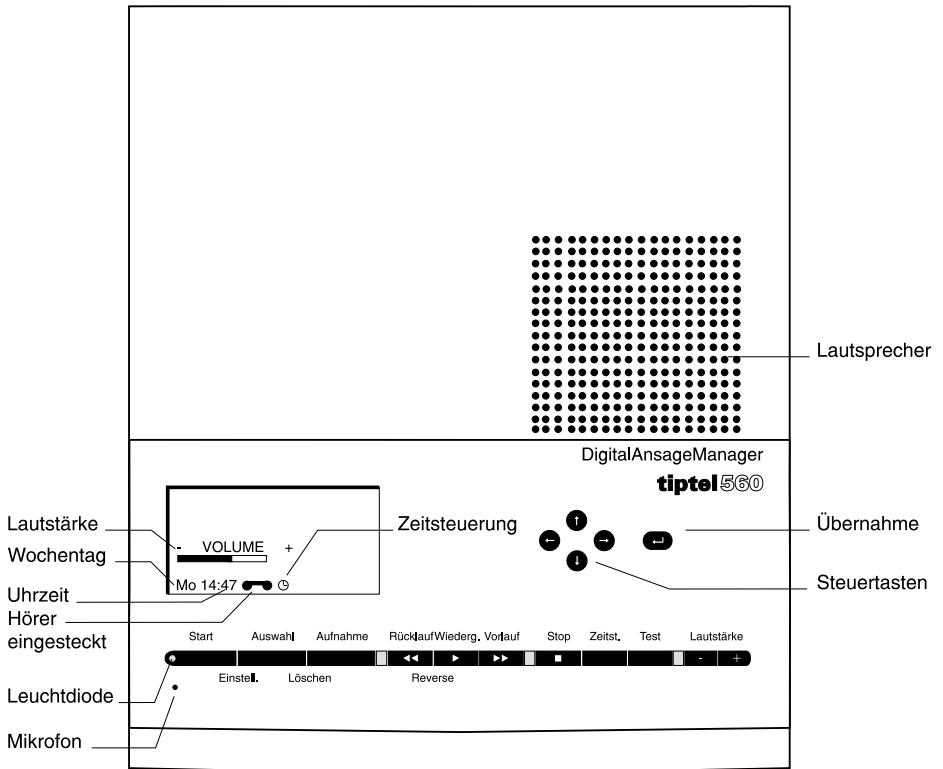 Lautsprecher
DigitalAnsageManager
tiptel 560
Lautstärke
Wochentag
Uhrzeit
Hörer
eingesteckt
Leuchtdiode
Mikrofon
- VOLUME +
Mo 14:47
Zeitsteuerung
Übernahme
Steuertasten
Start Auswahl Aufnahme Rücklauf Wiederg. Vorlauf Stop Zeitst. Test Lautstärke
- +
Einstell. Löschen Reverse